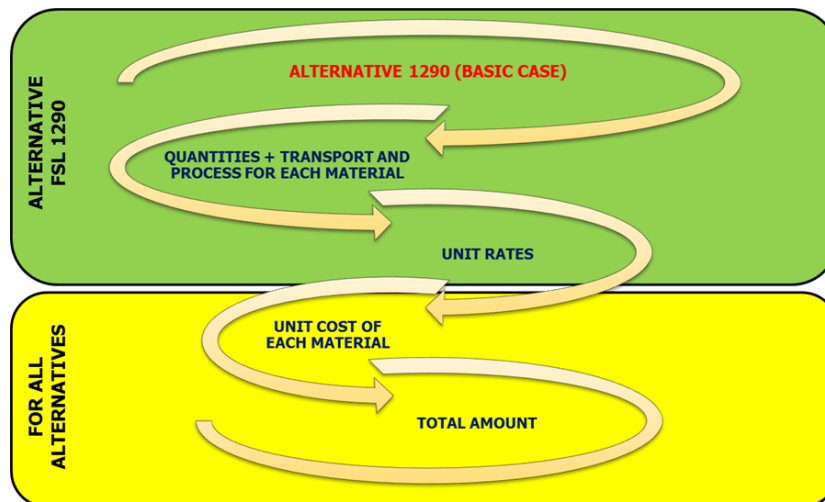 ALTERNATIVE
FSL 1290
ALTERNATIVE 1290 (BASIC CASE)
QUANTITIES + TRANSPORT AND
PROCESS FOR EACH MATERIAL
UNIT RATES
FOR ALL
ALTERNATIVES
UNIT COST OF
EACH MATERIAL
TOTAL AMOUNT